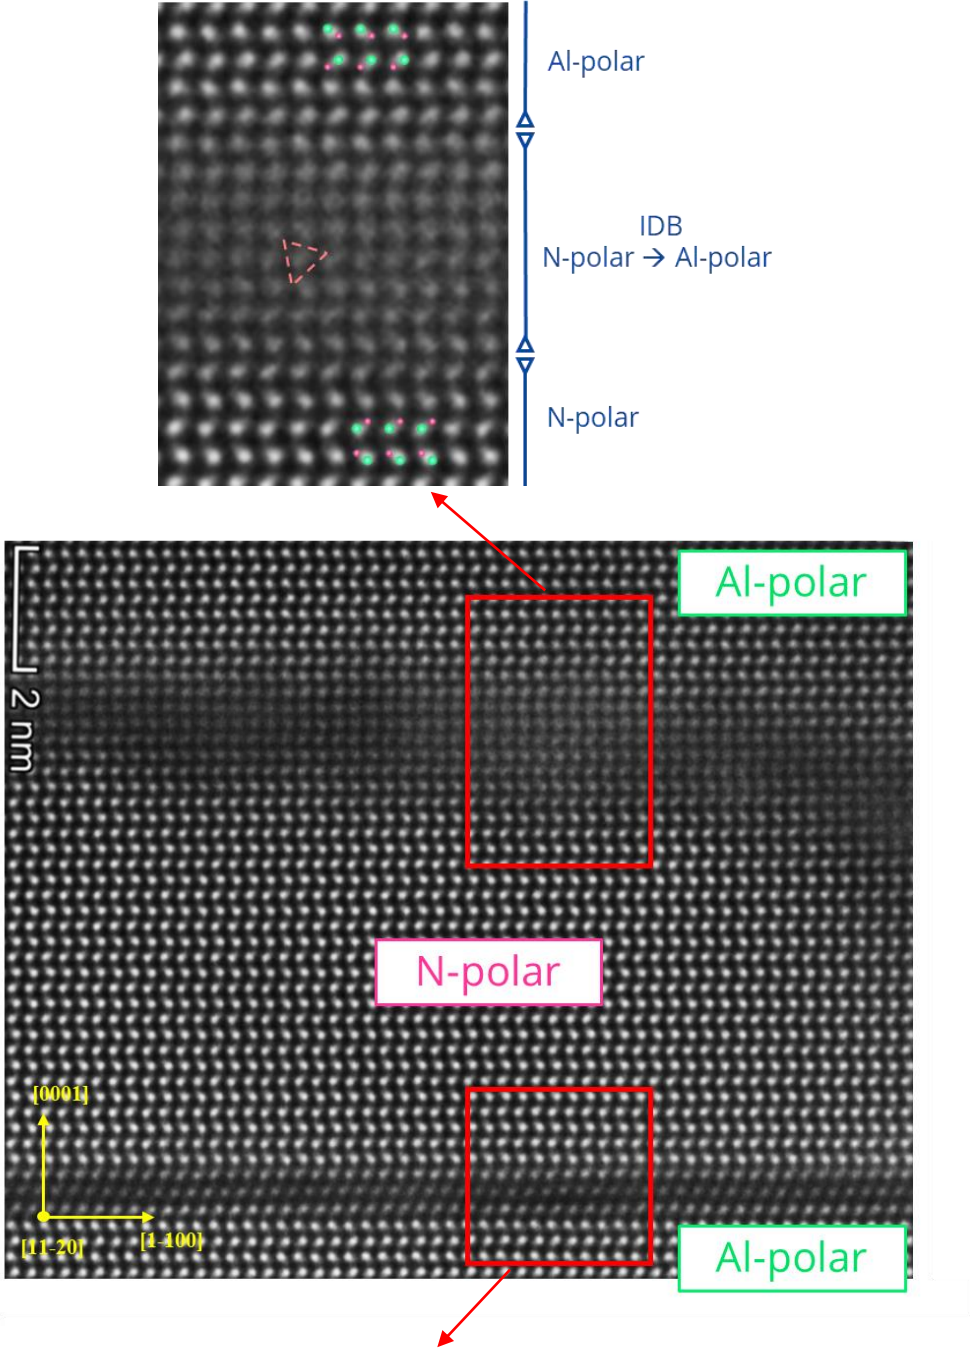 Al-polar
IDB
N-polar → Al-polar
N-polar
Al-polar
2 nm
N-polar
[0001]
[11-20]
[1-100]
Al-polar